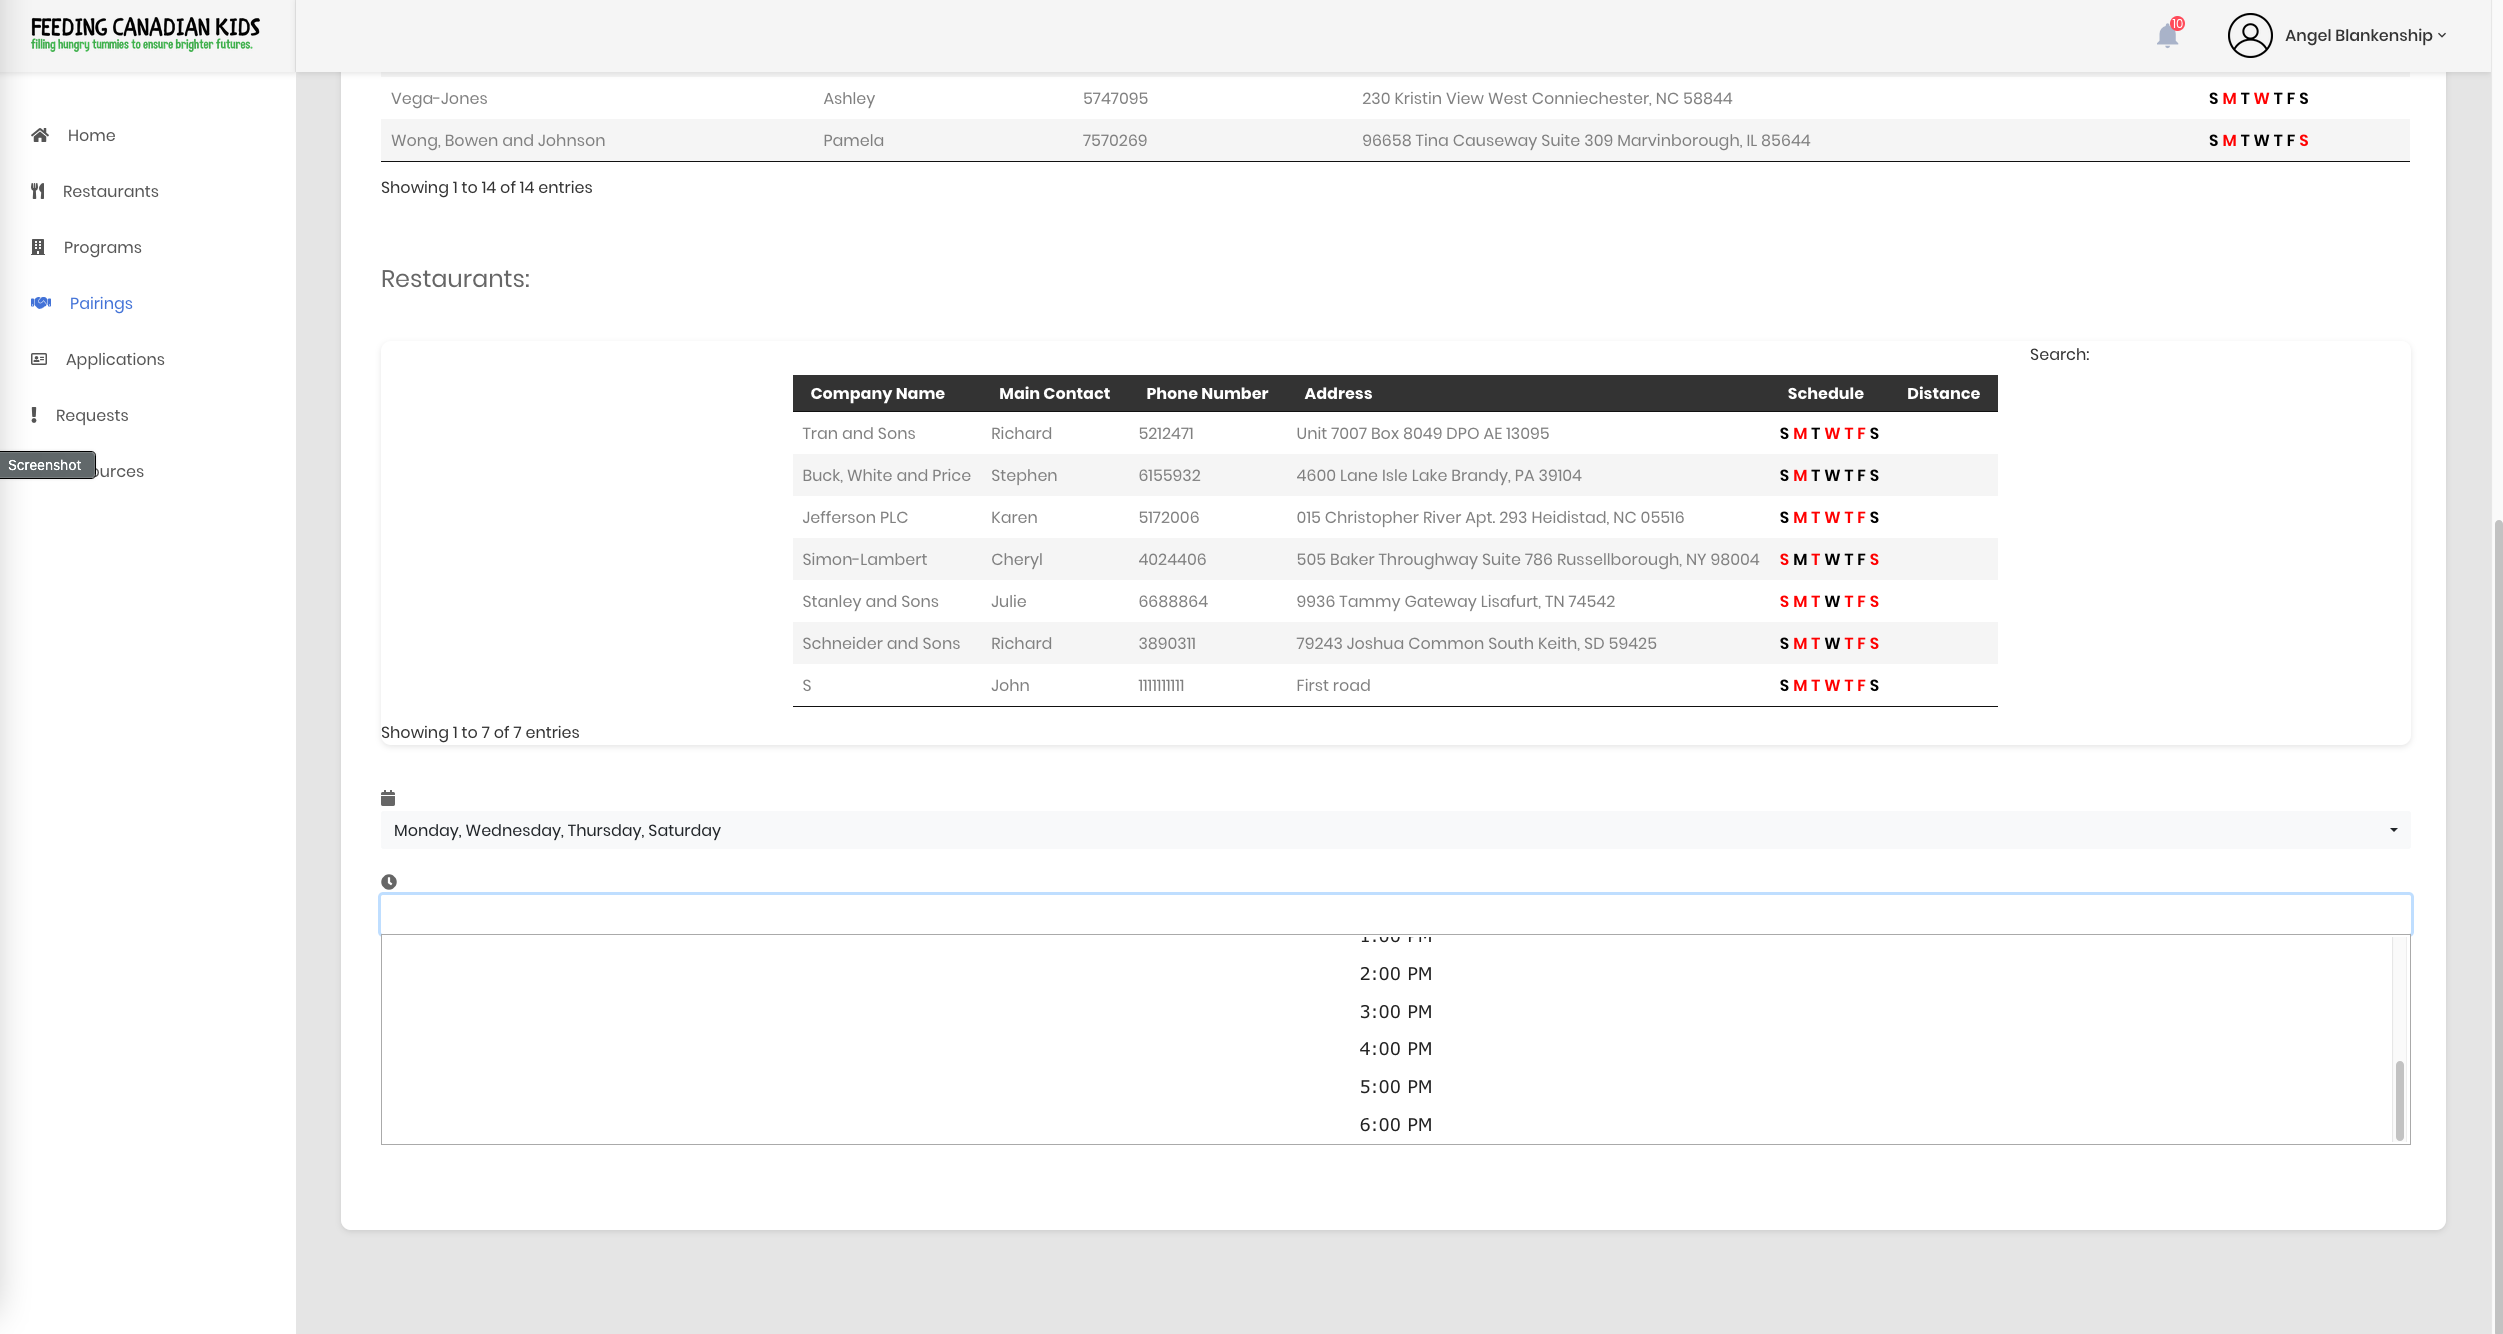 FEEDING CANADIAN KIDS
filling hungry tummies to ensure brighter futures.
10
Angel Blankenship
Home
Restaurants
Programs
Pairings
Applications
Requests
Screenshot
ources
Vega-Jones Ashley 5747095 230 Kristin View West Conniechester, NC 58844 S M T W T F S
Wong, Bowen and Johnson Pamela 7570269 96658 Tina Causeway Suite 309 Marvinborough, IL 85644 S M T W T F S
Showing 1 to 14 of 14 entries
Restaurants:
Search:
Company Name Main Contact Phone Number Address Schedule Distance
Tran and Sons Richard 5212471 Unit 7007 Box 8049 DPO AE 13095 S M T W T F S
Buck, White and Price Stephen 6155932 4600 Lane Isle Lake Brandy, PA 39104 S M T W T F S
Jefferson PLC Karen 5172006 015 Christopher River Apt. 293 Heidistad, NC 05516 S M T W T F S
Simon-Lambert Cheryl 4024406 505 Baker Throughway Suite 786 Russellborough, NY 98004 S M T W T F S
Stanley and Sons Julie 6688864 9936 Tammy Gateway Lisafurt, TN 74542 S M T W T F S
Schneider and Sons Richard 3890311 79243 Joshua Common South Keith, SD 59425 S M T W T F S
S John 1111111111 First road S M T W T F S
Showing 1 to 7 of 7 entries
Monday, Wednesday, Thursday, Saturday
1:00 PM
2:00 PM
3:00 PM
4:00 PM
5:00 PM
6:00 PM